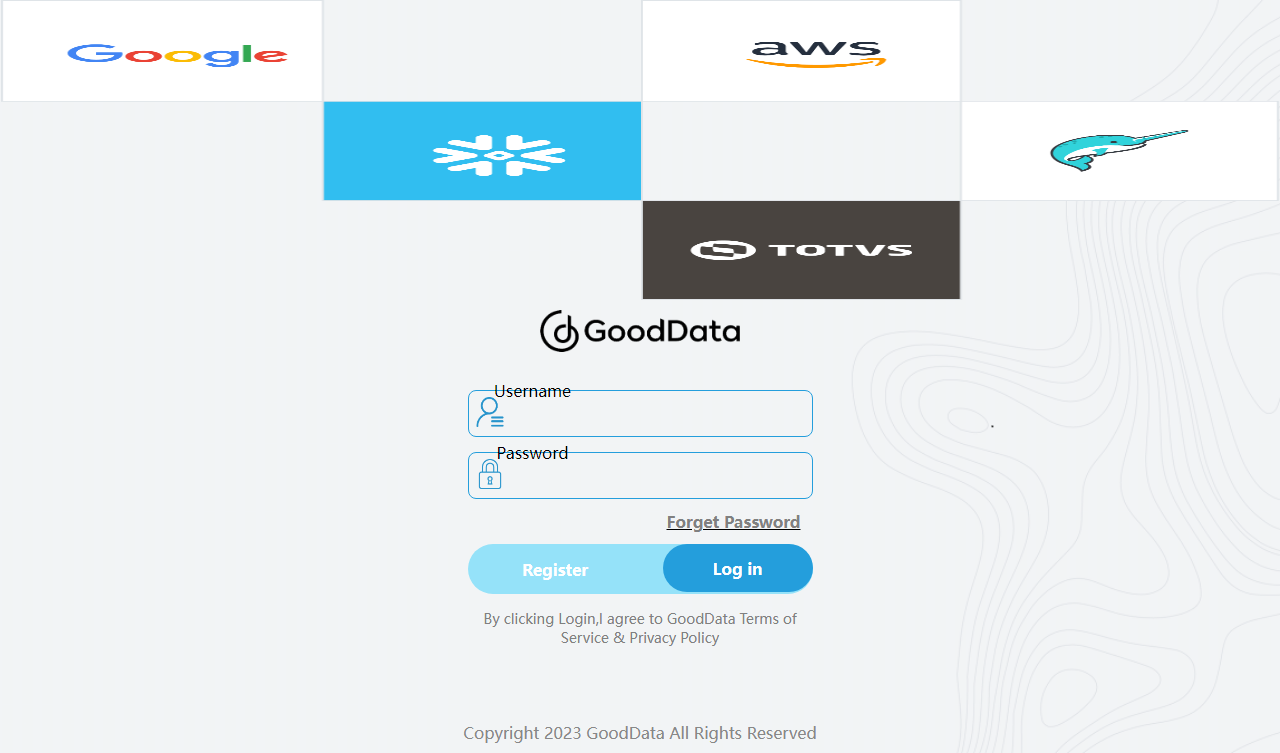 Google
aws
TOTVS
GoodData
Username
Password
Forget Password
Register
Log in
By clicking Login,I agree to GoodData Terms of
Service & Privacy Policy
Copyright 2023 GoodData All Rights Reserved